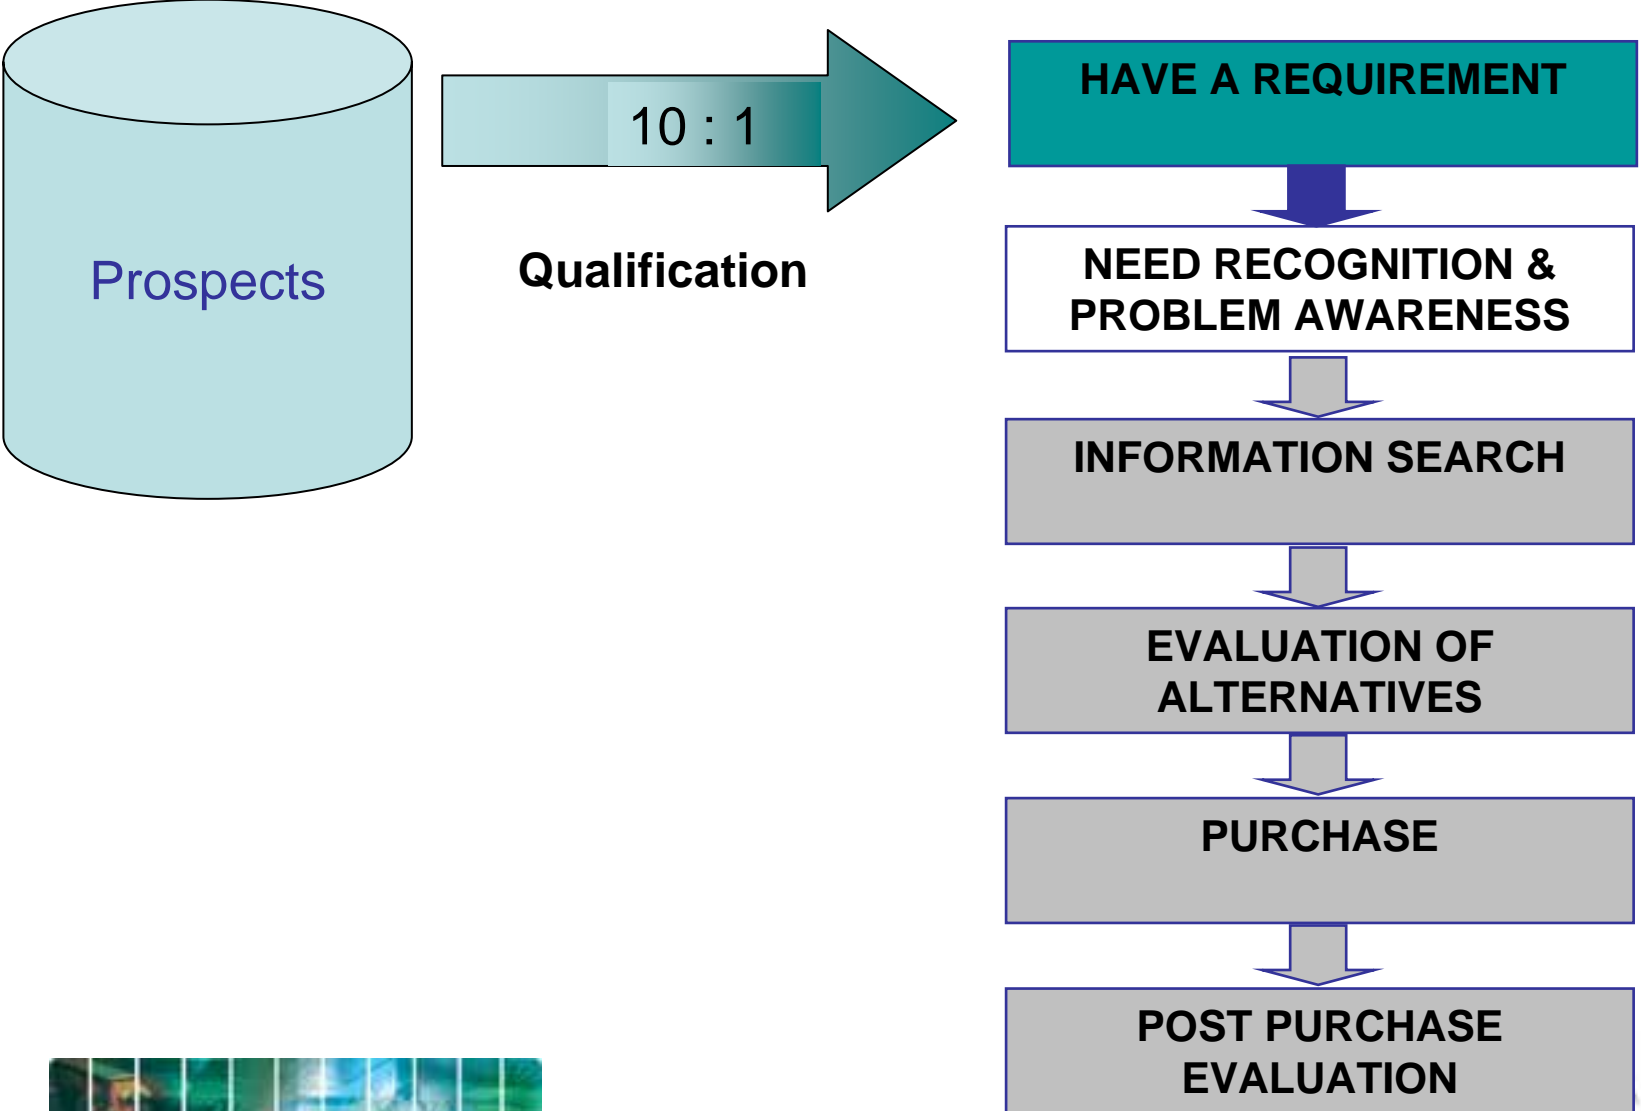 Prospects
10 : 1
Qualification
HAVE A REQUIREMENT
NEED RECOGNITION &
PROBLEM AWARENESS
INFORMATION SEARCH
EVALUATION OF
ALTERNATIVES
PURCHASE
POST PURCHASE
EVALUATION